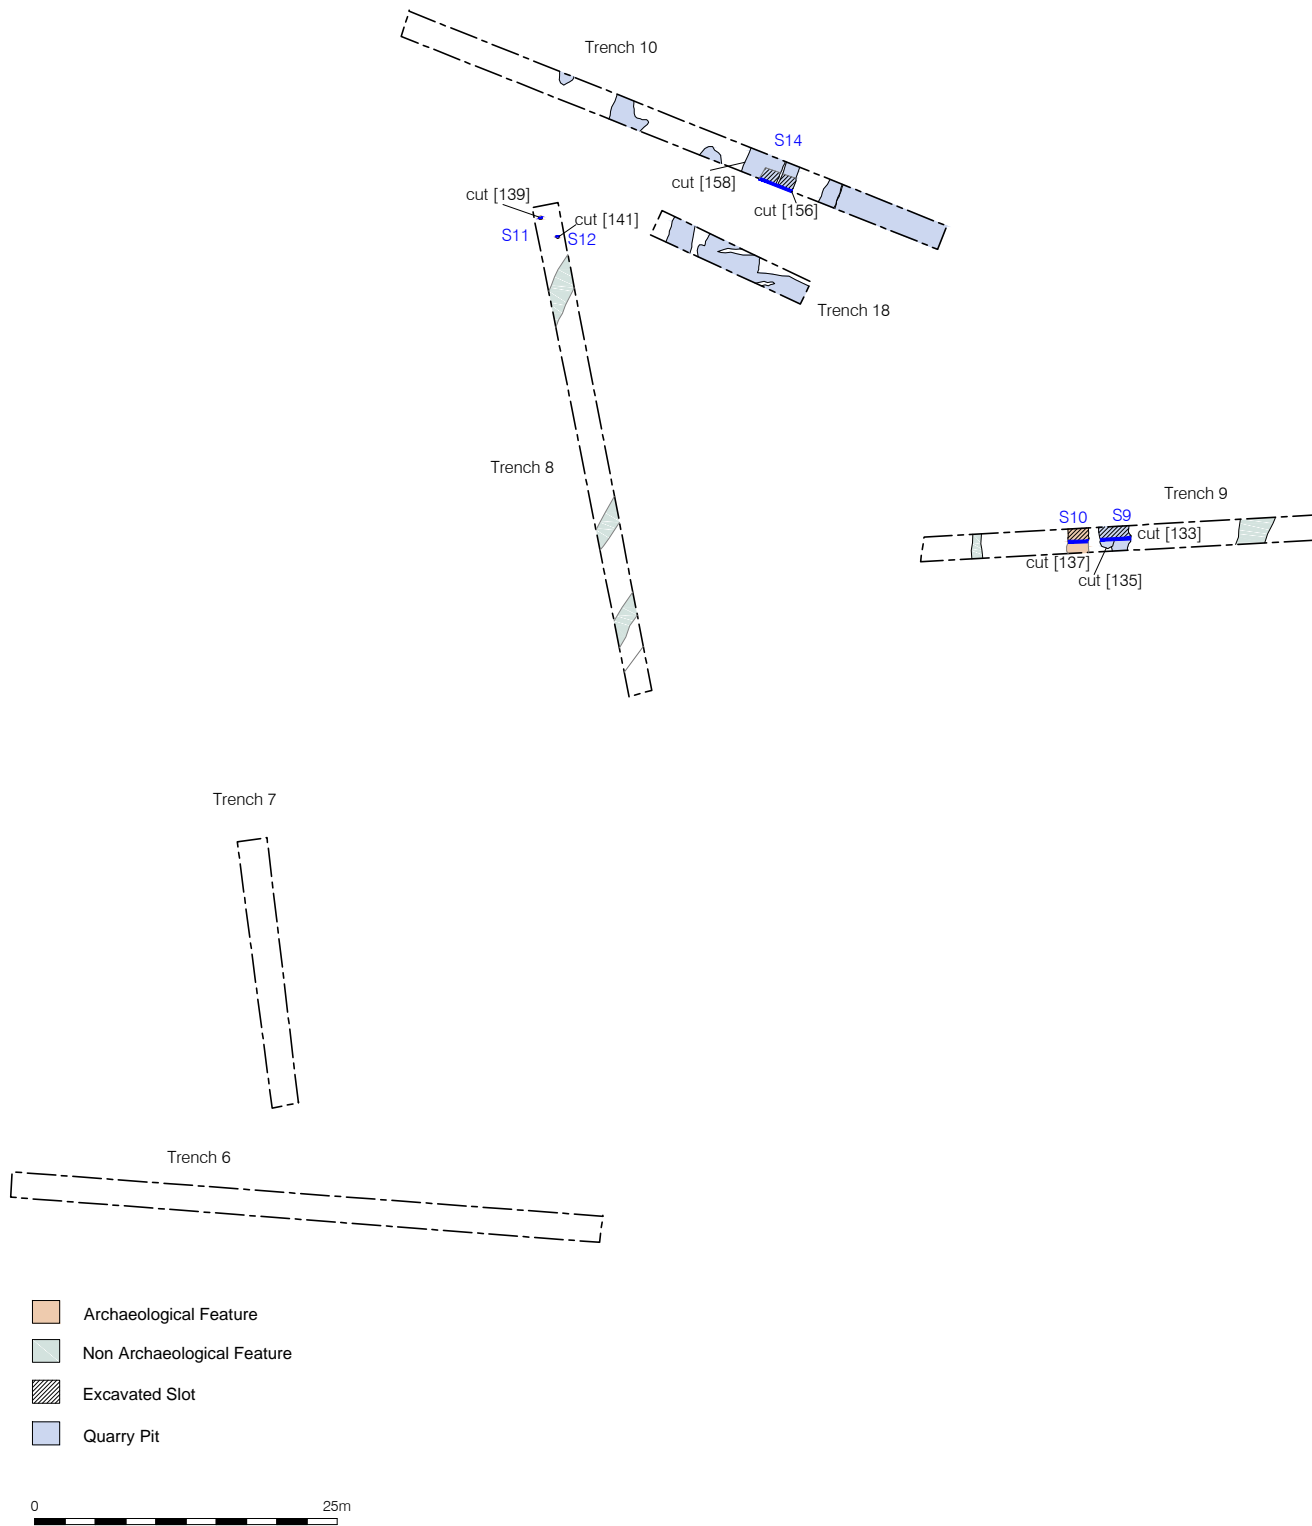 Trench 10
S14
cut [158]
cut [139]
cut [156]
cut [141]
S11
S12
Trench 18
Trench 8
Trench 9
S10
S9
cut [133]
cut [137]
cut [135]
Trench 7
Trench 6
Archaeological Feature
Non Archaeological Feature
Excavated Slot
Quarry Pit
0 25m